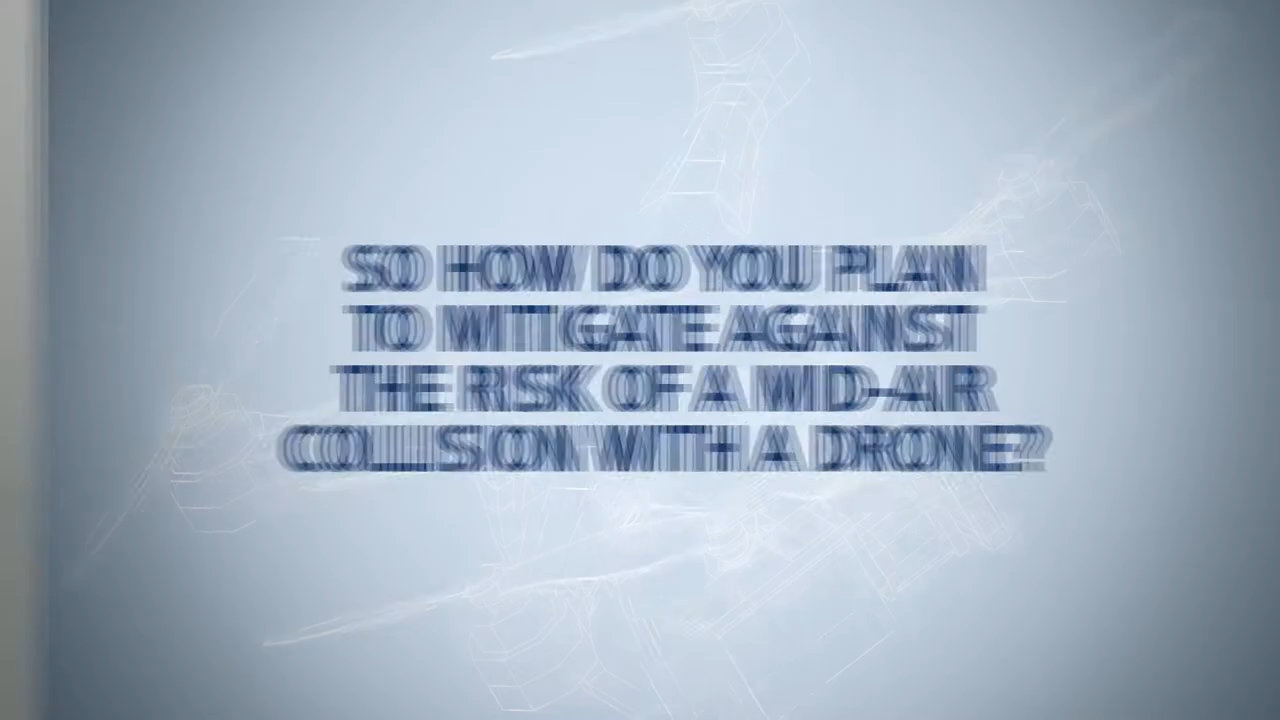 SO HOW DO YOU PLAN
TO MITIGATE AGAINST
THE RISK OF A MID-AIR
COLLISION WITH A DRONE?